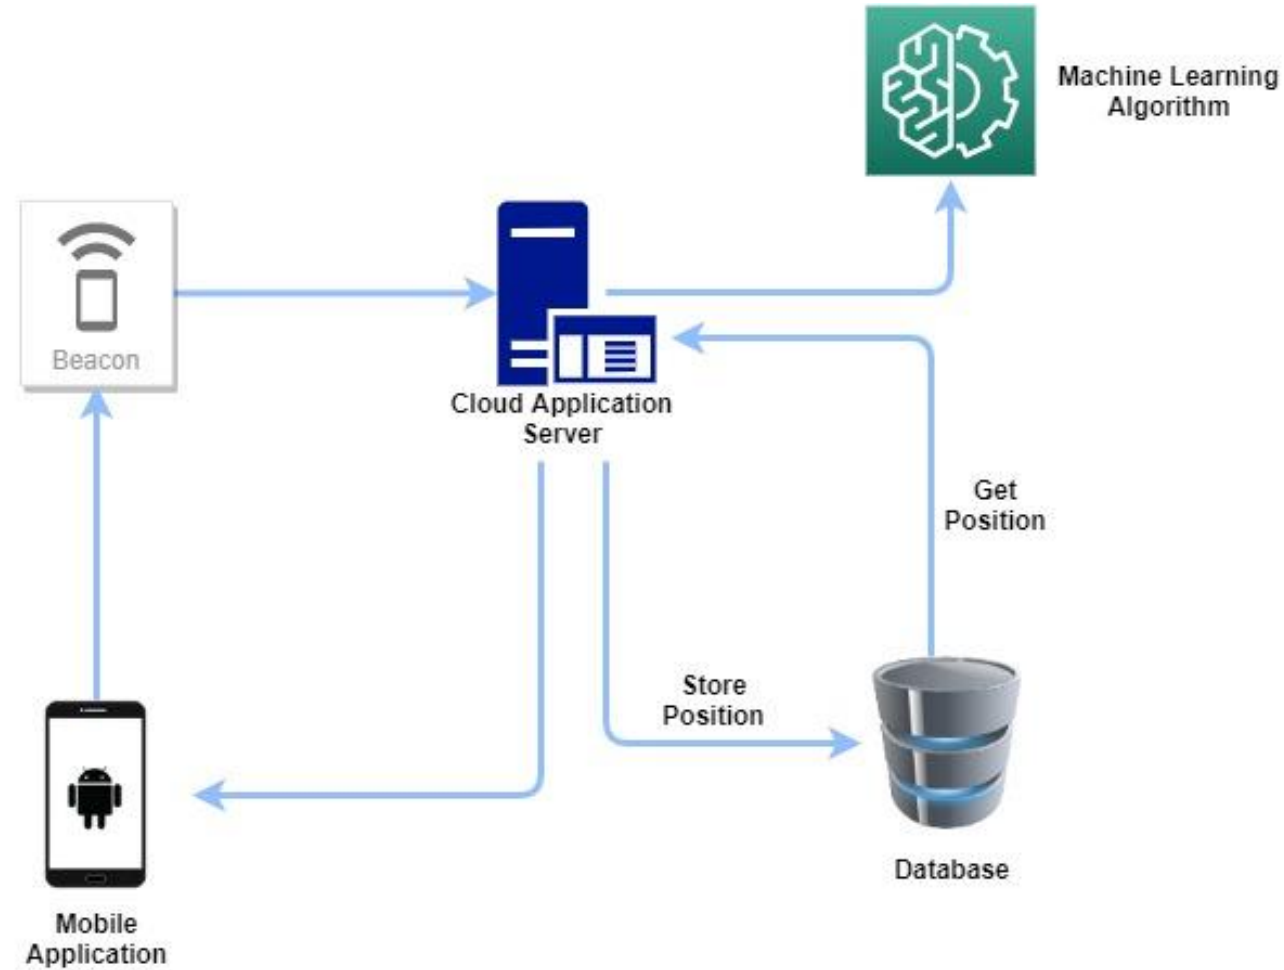 Machine Learning
Algorithm
Beacon
Cloud Application
Server
Get
Position
Store
Position
Database
Mobile
Application